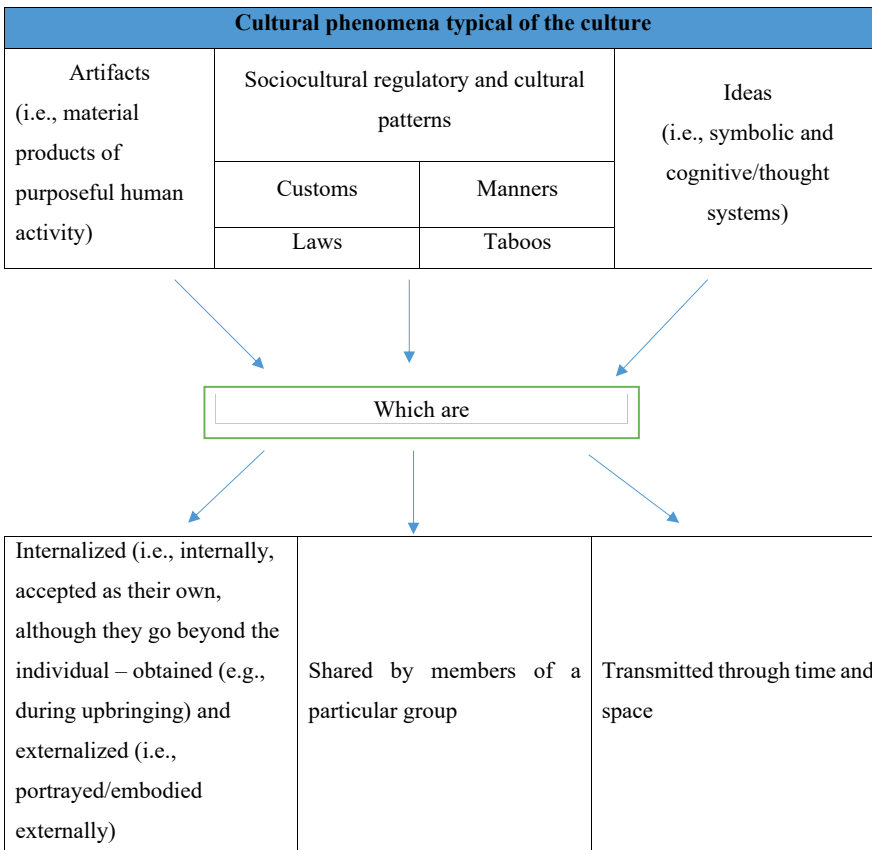 Cultural phenomena typical of the culture
Artifacts
(i.e., material
products of
purposeful human
activity)
Sociocultural regulatory and cultural
patterns
Customs
Manners
Laws
Taboos
Ideas
(i.e., symbolic and
cognitive/thought
systems)
Which are
Internalized (i.e., internally,
accepted as their own,
although they go beyond the
individual – obtained (e.g.,
during upbringing) and
externalized (i.e.,
portrayed/embodied
externally)
Shared by members of a
particular group
Transmitted through time and
space